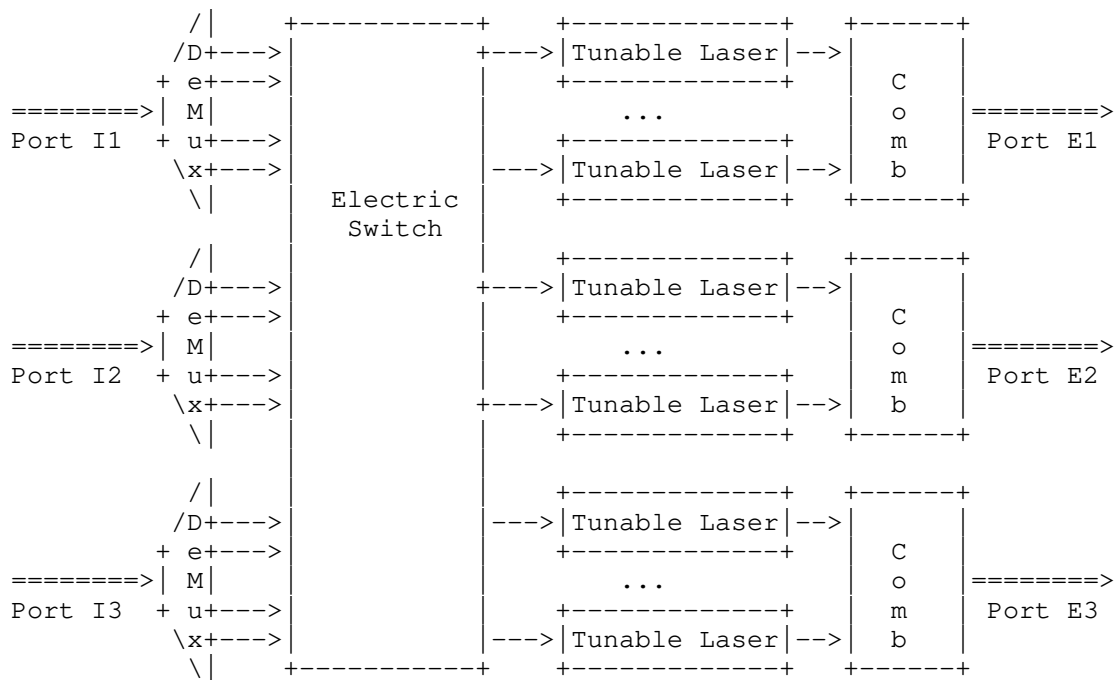 /|       +-----------+      +-------------+   +------+
/D+--->|           +--->|Tunable Laser|-->|      |
+ e+--->|           |    +-------------+   |  C   |
========>| M|      |           |         ...           |  o   |========>
Port I1  + u+--->|           |    +-------------+   |  m   | Port E1
\x+--->|           |--->|Tunable Laser|-->|  b   |
\|       |  Electric |      +-------------+   +------+
|   Switch  |
/|       |           |      +-------------+   +------+
/D+--->|           +--->|Tunable Laser|-->|      |
+ e+--->|           |    +-------------+   |  C   |
========>| M|      |           |         ...           |  o   |========>
Port I2  + u+--->|           |    +-------------+   |  m   | Port E2
\x+--->|           +--->|Tunable Laser|-->|  b   |
\|       |           |      +-------------+   +------+
|           |
/|       |           |      +-------------+   +------+
/D+--->|           |--->|Tunable Laser|-->|      |
+ e+--->|           |    +-------------+   |  C   |
========>| M|      |           |         ...           |  o   |========>
Port I3  + u+--->|           |    +-------------+   |  m   | Port E3
\x+--->|           |--->|Tunable Laser|-->|  b   |
\|       +-----------+      +-------------+   +------+